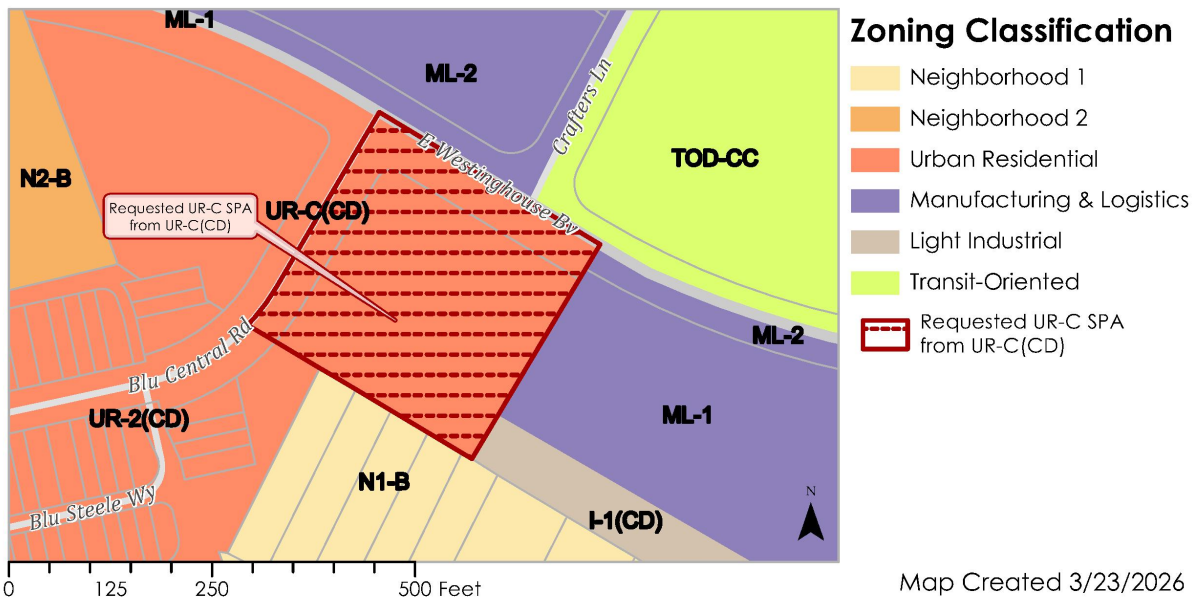 ML-1
ML-2
Crafters Ln
E Westinghouse Bv
TOD-CC
N2-B
UR-C(CD)
Requested UR-C SPA
from UR-C(CD)
ML-2
Blu Central Rd
UR-2(CD)
ML-1
N1-B
Blu Steele Wy
I-1(CD)
N
0 125 250 500 Feet
Zoning Classification
Neighborhood 1
Neighborhood 2
Urban Residential
Manufacturing & Logistics
Light Industrial
Transit-Oriented
Requested UR-C SPA
from UR-C(CD)
Map Created 3/23/2026